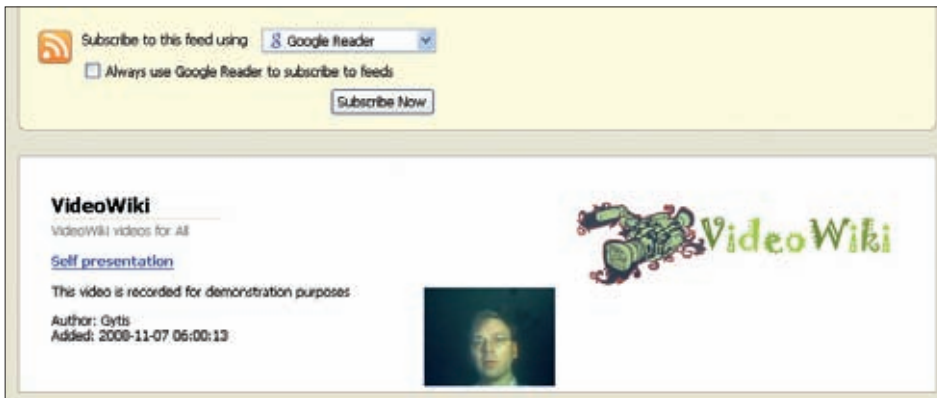 Subscribe to this feed using Google Reader
Always use Google Reader to subscribe to feeds
Subscribe Now
VideoWiki
VideoWiki videos for All
Self presentation
This video is recorded for demonstration purposes
Author: Gytis
Added: 2008-11-07 06:00:13
VideoWiki